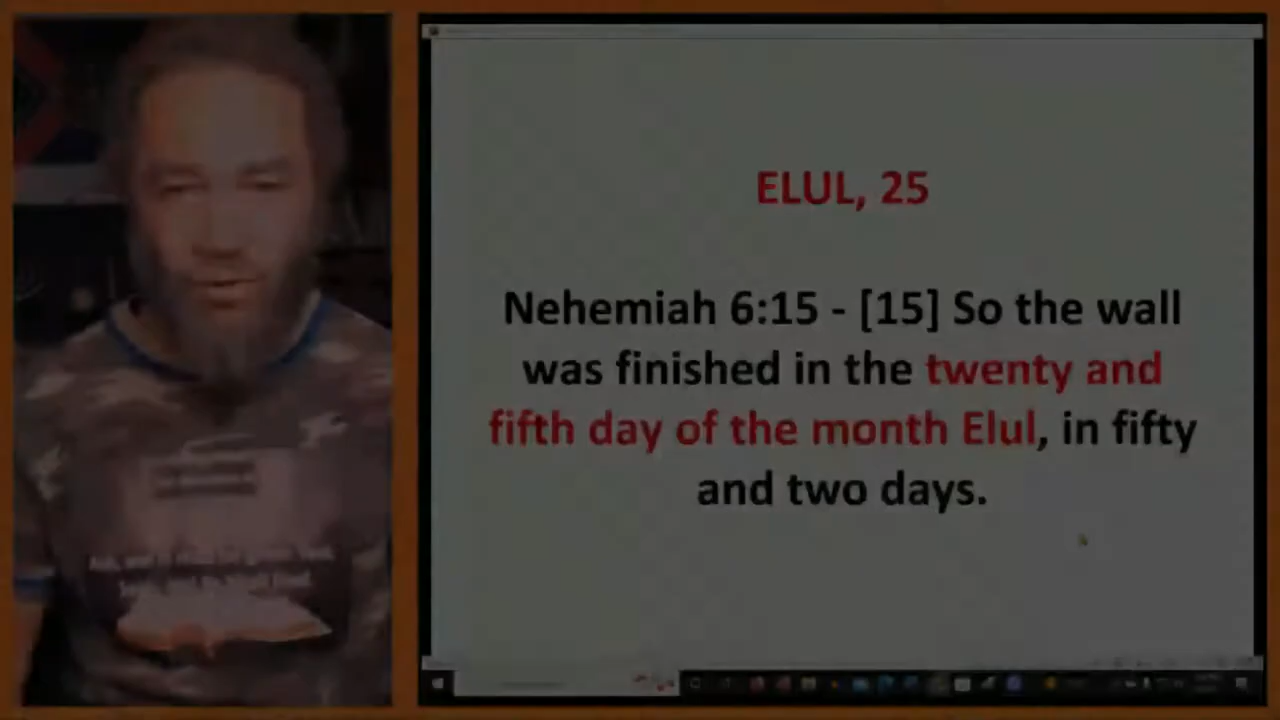 ELUL, 25
Nehemiah 6:15 - [15] So the wall
was finished in the twenty and
fifth day of the month Elul, in fifty
and two days.